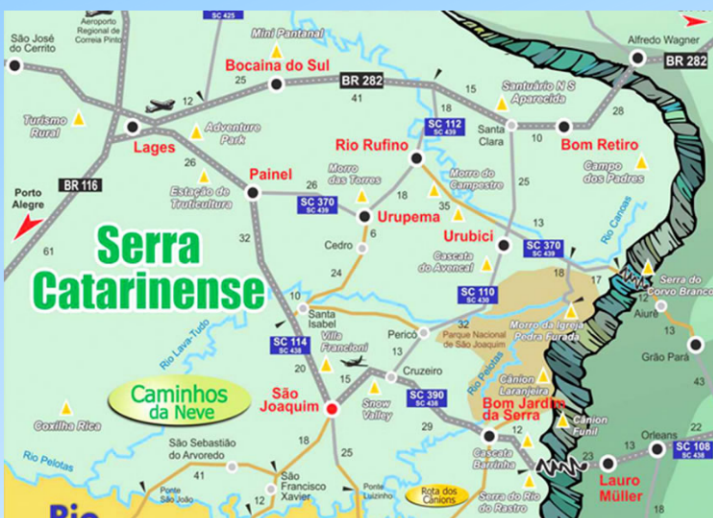 SC 425
Aeroporto
Regional de
Correia Pinto
São José
do Cerrito
Mini Pantanal
Bocaina do Sul
Alfredo Wagner
BR 282
25
12
BR 282
41
15
Santuário N S
Aparecida
28
Turismo
Rural
Lages
Adventure
Park
SC 112
SC 439
18
Santa
Clara
10
Bom Retiro
Rio Rufino
26
Painel
Estação de
Truticultura
Morro
das Torres
Morro do
Campestre
Campo
dos Padres
BR 116
Porto
Alegre
26
SC 370
SC 439
18
35
25
Urupema
13
Rio Canoas
61
Serra
Catarinense
32
6
Cedro
Urubici
SC 370
SC 439
Cascata
do Avencal
24
18
17
Serra do
Corvo Branco
SC 110
SC 430
12
Aiurê
10
Santa
Isabel
Morro da Igreja
Pedra Furada
13
Rio Lava-Tudo
Villa
Francioni
Pericó
32
Parque Nacional
de São Joaquim
Grão Pará
SC 114
SC 438
20
13
Cruzeiro
Rio Pelotas
43
Caminhos
da Neve
São
Joaquim
15
Snow
Valley
SC 390
SC 438
Cânion
Laranjeira
Bom Jardim
da Serra
Coxilha Rica
Cânion
Funil
22
18
25
29
12
Orleans
São Sebastião
do Arvoredo
Cascata
Barrinha
13
SC 108
SC 438
Rio Pelotas
41
23
Lauro
Müller
São
Francisco
Xavier
12
Ponte
São João
Ponte
Luizinho
Rota dos
Cânions
Serra do Rio
do Rastro
Rio